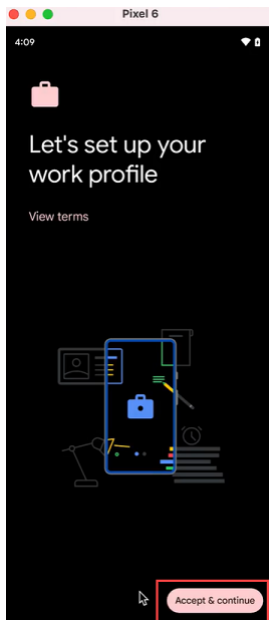 Pixel 6
4:09
Let's set up your
work profile
View terms
Accept & continue